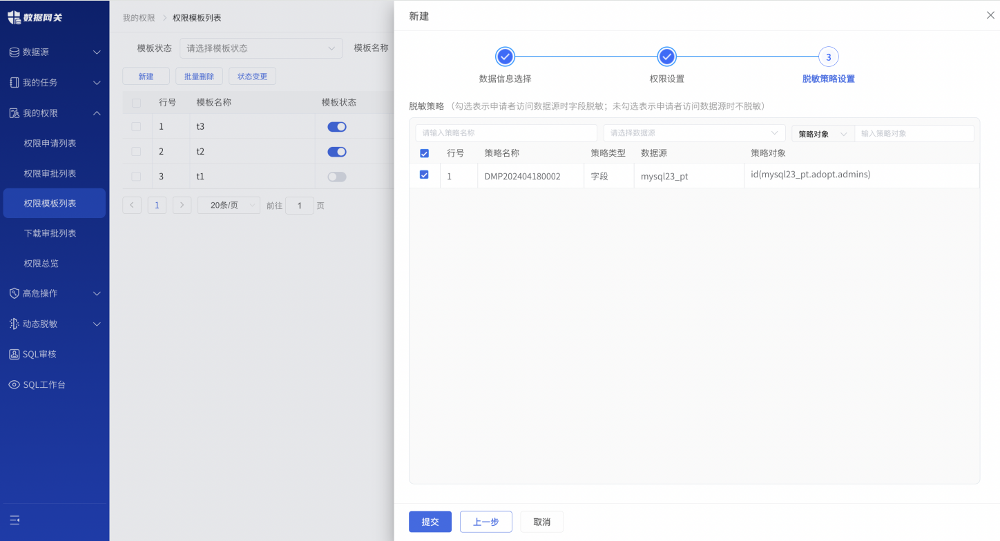 数据网关
数据源
我的任务
我的权限
权限申请列表
权限审批列表
权限模板列表
下载审批列表
权限总览
高危操作
动态脱敏
SQL审核
SQL工作台
我的权限 > 权限模板列表
模板状态 请选择模板状态 模板名称
新建 批量删除 状态变更
行号 模板名称 模板状态
1 t3
2 t2
3 t1
< 1 > 20条/页 前往 1 页
新建
3
数据信息选择 权限设置 脱敏策略设置
脱敏策略 （勾选表示申请者访问数据源时字段脱敏；未勾选表示申请者访问数据源时不脱敏）
请输入策略名称 请选择数据源 策略对象 输入策略对象
行号 策略名称 策略类型 数据源 策略对象
1 DMP202404180002 字段 mysql23_pt id(mysql23_pt.adopt.admins)
提交 上一步 取消